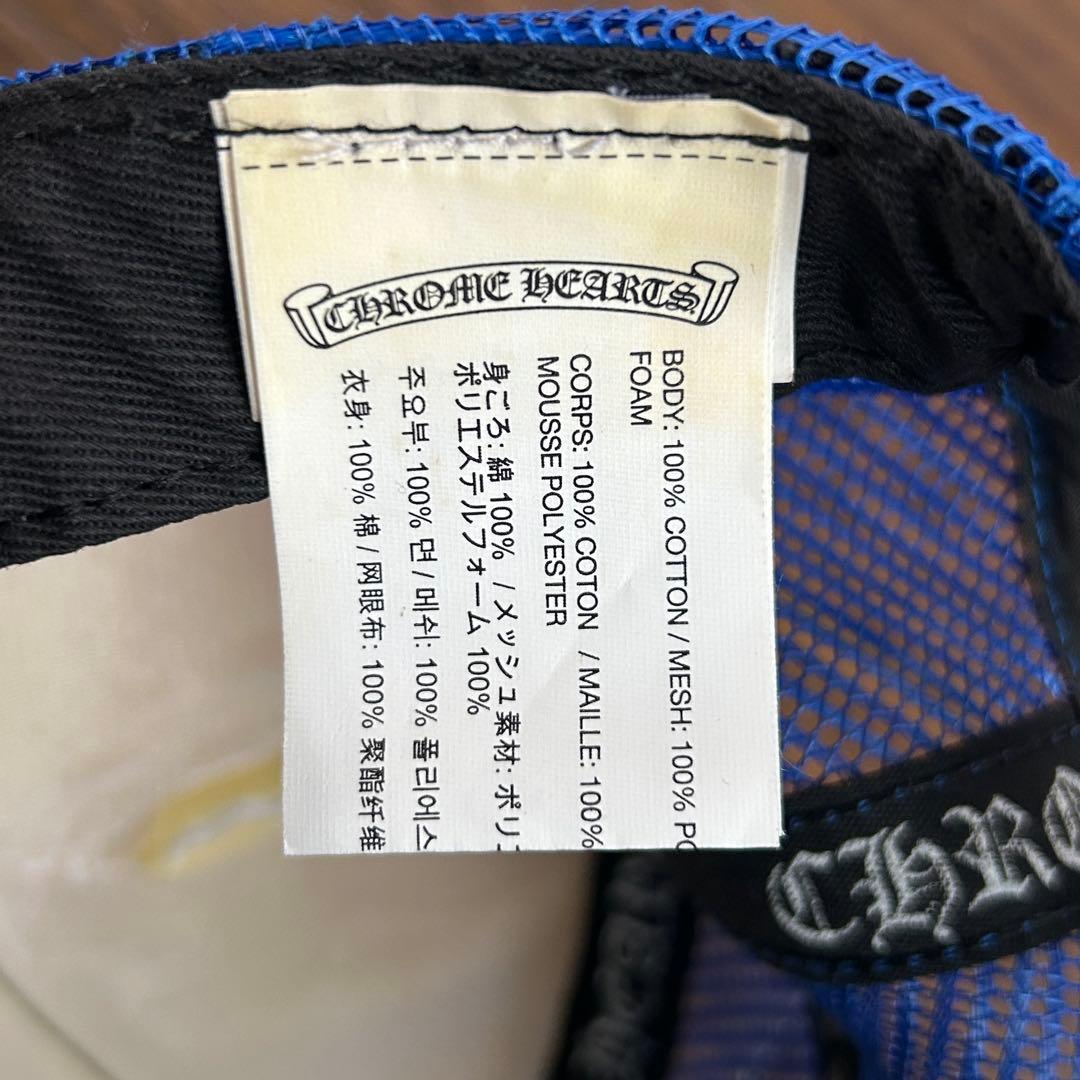 CHROME HEARTS
BODY: 100% COTTON / MESH: 100%
FOAM
CORPS: 100% COTON / MAILLE: 100%
MOUSSE POLYESTER
身ごろ: 綿 100% / メッシュ素材: ポリ
ポリエステルフォーム 100%
주요부: 100% 면 / 메쉬: 100% 폴리에스
衣身: 100% 棉 / 网眼布: 100% 聚酯纤维
CHRO